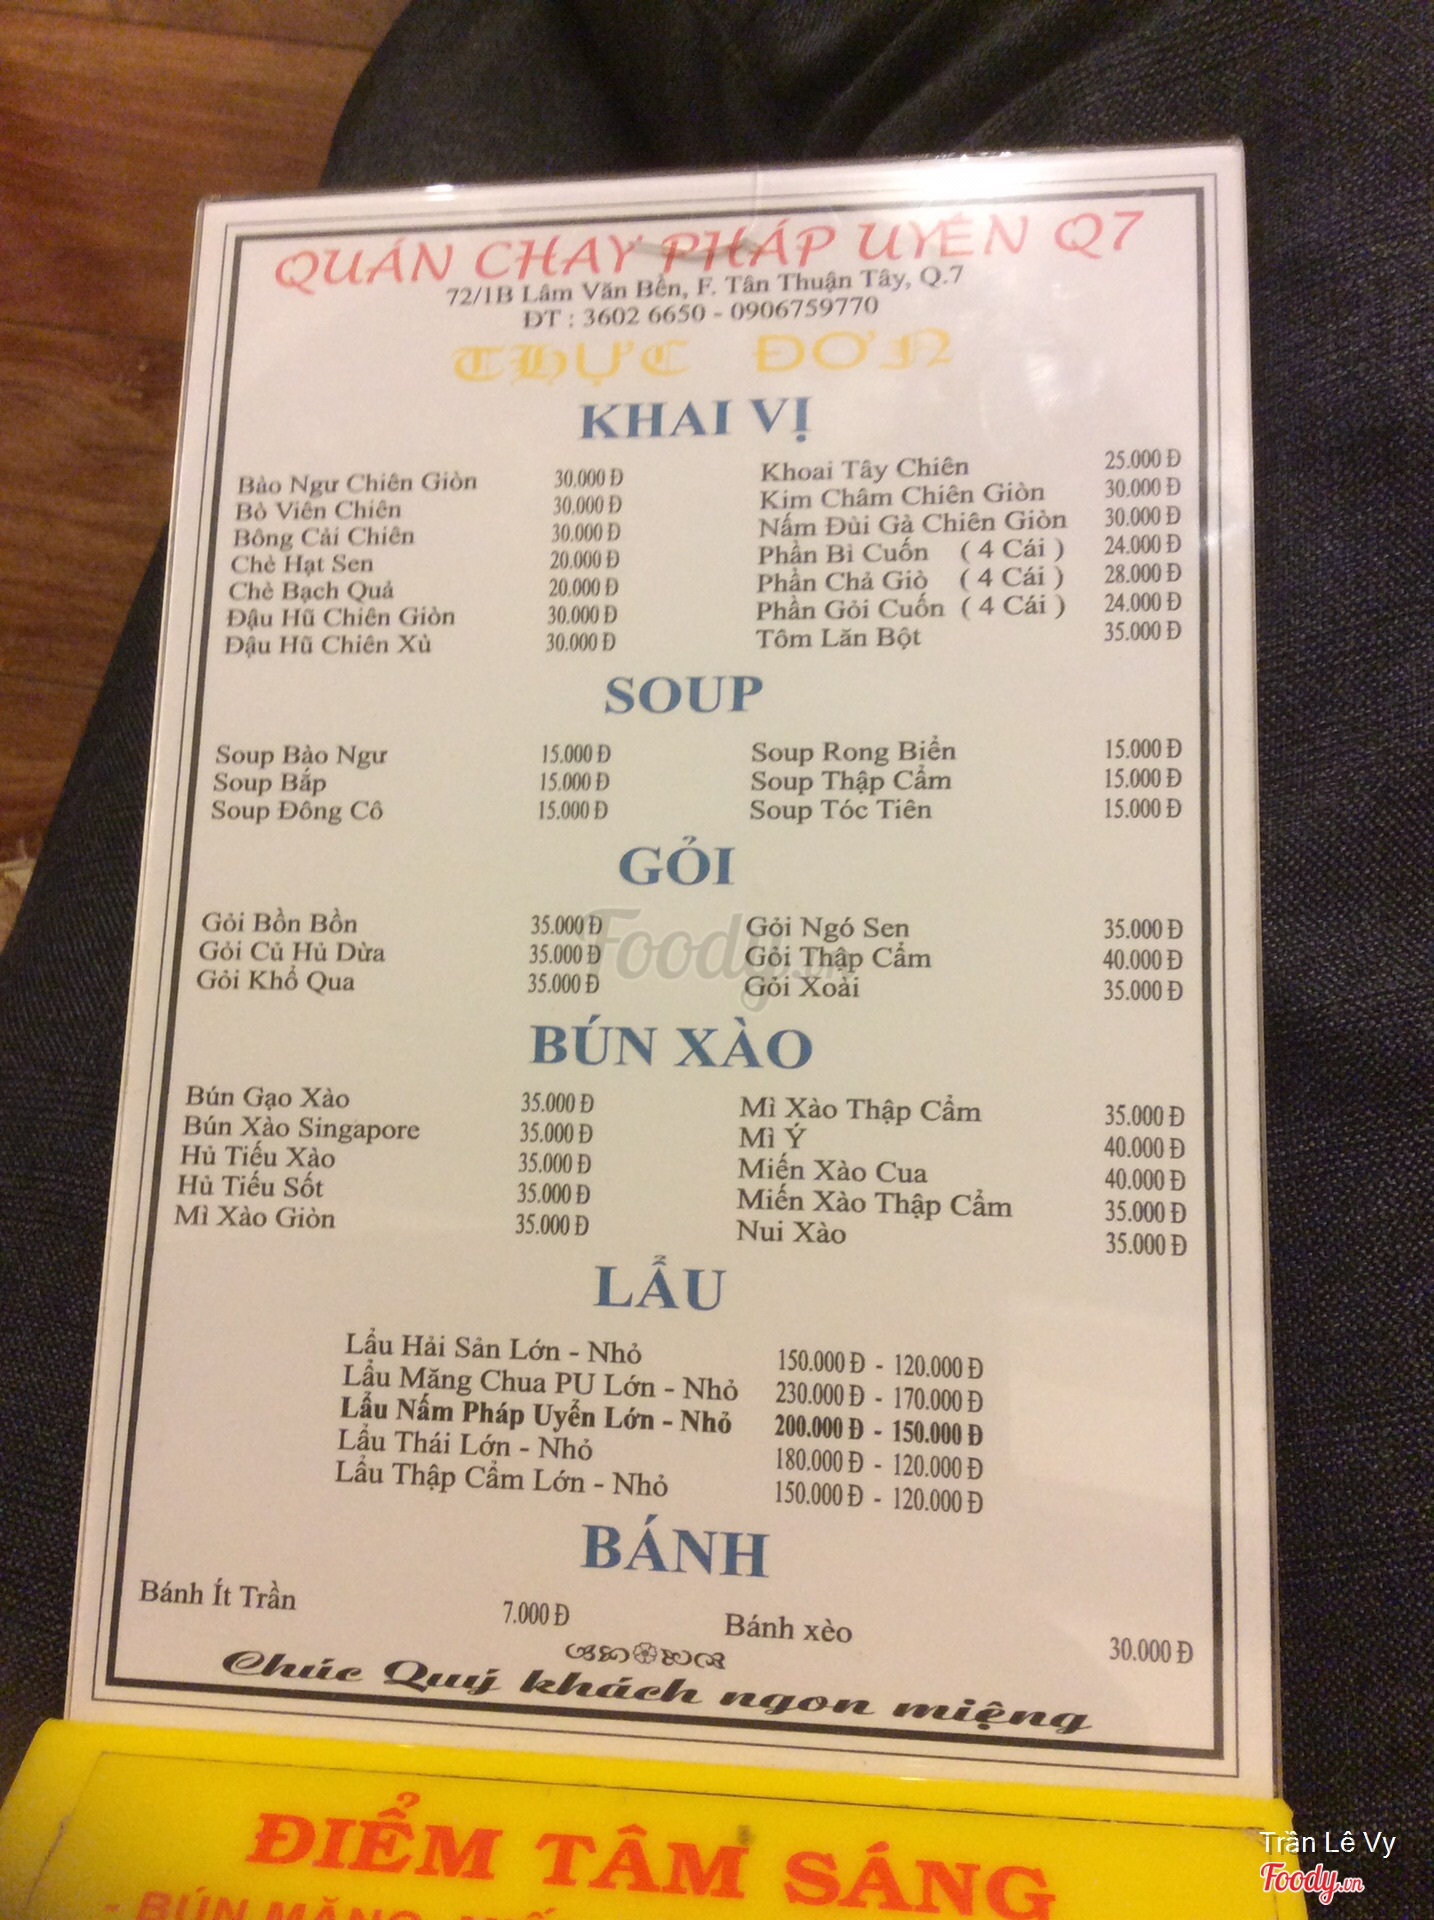 QUÁN CHAY PHÁP UYỂN Q7
72/1B Lâm Văn Bền, F. Tân Thuận Tây, Q.7
ĐT : 3602 6650 - 0906759770
THỰC ĐƠN
KHAI VỊ
Bào Ngư Chiên Giòn 30.000 Đ Khoai Tây Chiên 25.000 Đ
Bò Viên Chiên 30.000 Đ Kim Châm Chiên Giòn 30.000 Đ
Bông Cải Chiên 30.000 Đ Nấm Đùi Gà Chiên Giòn 30.000 Đ
Chè Hạt Sen 20.000 Đ Phần Bì Cuốn ( 4 Cái ) 24.000 Đ
Chè Bạch Quả 20.000 Đ Phần Chả Giò ( 4 Cái ) 28.000 Đ
Đậu Hũ Chiên Giòn 30.000 Đ Phần Gỏi Cuốn ( 4 Cái ) 24.000 Đ
Đậu Hũ Chiên Xù 30.000 Đ Tôm Lăn Bột 35.000 Đ
SOUP
Soup Bào Ngư 15.000 Đ Soup Rong Biển 15.000 Đ
Soup Bắp 15.000 Đ Soup Thập Cẩm 15.000 Đ
Soup Đông Cô 15.000 Đ Soup Tóc Tiên 15.000 Đ
GỎI
Gỏi Bồn Bồn 35.000 Đ Gỏi Ngó Sen 35.000 Đ
Gỏi Củ Hủ Dừa 35.000 Đ Gỏi Thập Cẩm 40.000 Đ
Gỏi Khổ Qua 35.000 Đ Gỏi Xoài 35.000 Đ
Foody.vn
BÚN XÀO
Bún Gạo Xào 35.000 Đ Mì Xào Thập Cẩm 35.000 Đ
Bún Xào Singapore 35.000 Đ Mì Ý 40.000 Đ
Hủ Tiếu Xào 35.000 Đ Miến Xào Cua 40.000 Đ
Hủ Tiếu Sốt 35.000 Đ Miến Xào Thập Cẩm 35.000 Đ
Mì Xào Giòn 35.000 Đ Nui Xào 35.000 Đ
LẨU
Lẩu Hải Sản Lớn - Nhỏ 150.000 Đ - 120.000 Đ
Lẩu Măng Chua PU Lớn - Nhỏ 230.000 Đ - 170.000 Đ
Lẩu Nấm Pháp Uyển Lớn - Nhỏ 200.000 Đ - 150.000 Đ
Lẩu Thái Lớn - Nhỏ 180.000 Đ - 120.000 Đ
Lẩu Thập Cẩm Lớn - Nhỏ 150.000 Đ - 120.000 Đ
BÁNH
Bánh Ít Trần 7.000 Đ Bánh xèo 30.000 Đ
Chúc Quý khách ngon miệng
ĐIỂM TÂM SÁNG
- BÚN MĂNG
Trần Lê Vy
Foody.vn